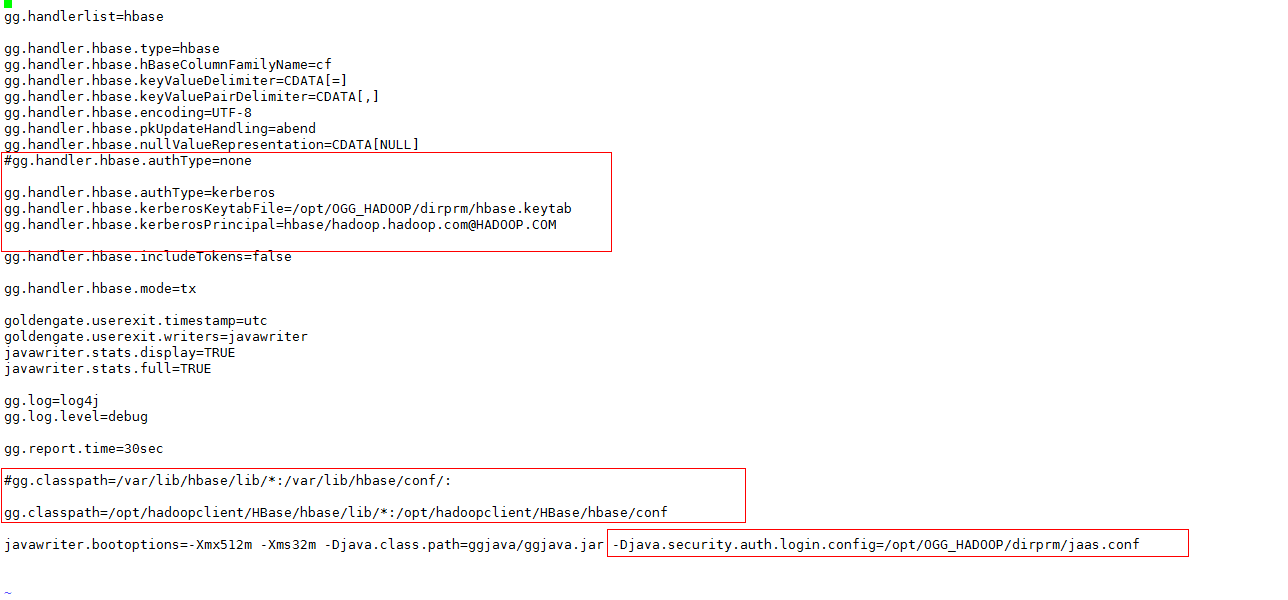 gg.handlerlist=hbase
gg.handler.hbase.type=hbase
gg.handler.hbase.hBaseColumnFamilyName=cf
gg.handler.hbase.keyValueDelimiter=CDATA[=]
gg.handler.hbase.keyValuePairDelimiter=CDATA[,]
gg.handler.hbase.encoding=UTF-8
gg.handler.hbase.pkUpdateHandling=abend
gg.handler.hbase.nullValueRepresentation=CDATA[NULL]
#gg.handler.hbase.authType=none
gg.handler.hbase.authType=kerberos
gg.handler.hbase.kerberosKeytabFile=/opt/OGG_HADOOP/dirprm/hbase.keytab
gg.handler.hbase.kerberosPrincipal=hbase/hadoop.hadoop.com@HADOOP.COM
gg.handler.hbase.includeTokens=false
gg.handler.hbase.mode=tx
goldengate.userexit.timestamp=utc
goldengate.userexit.writers=javawriter
javawriter.stats.display=TRUE
javawriter.stats.full=TRUE
gg.log=log4j
gg.log.level=debug
gg.report.time=30sec
#gg.classpath=/var/lib/hbase/lib/*:/var/lib/hbase/conf/:
gg.classpath=/opt/hadoopclient/HBase/hbase/lib/*:/opt/hadoopclient/HBase/hbase/conf
javawriter.bootoptions=-Xmx512m -Xms32m -Djava.class.path=ggjava/ggjava.jar -Djava.security.auth.login.config=/opt/OGG_HADOOP/dirprm/jaas.conf
~